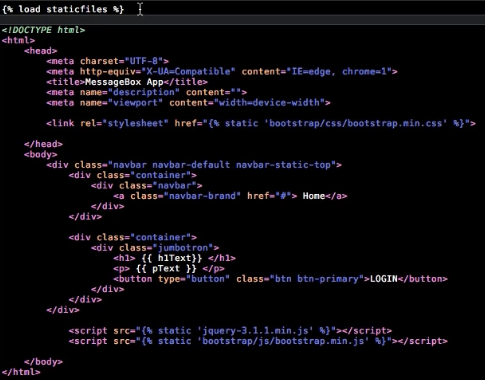 {% load staticfiles %}
<!DOCTYPE html>
<html>
<head>
<meta charset="UTF-8">
<meta http-equiv="X-UA=Compatible" content="IE=edge, chrome=1">
<title>MessageBox App</title>
<meta name="description" content="">
<meta name="viewport" content="width=device-width">
<link rel="stylesheet" href="{% static 'bootstrap/css/bootstrap.min.css' %}">
</head>
<body>
<div class="navbar navbar-default navbar-static-top">
<div class="container">
<div class="navbar">
<a class="navbar-brand" href="#"> Home</a>
</div>
</div>
<div class="container">
<div class="jumbotron">
<h1> {{ h1Text}} </h1>
<p> {{ pText }} </p>
<button type="button" class="btn btn-primary">LOGIN</button>
</div>
</div>
</div>
<script src="{% static 'jquery-3.1.1.min.js' %}"></script>
<script src="{% static 'bootstrap/js/bootstrap.min.js' %}"></script>
</body>
</html>